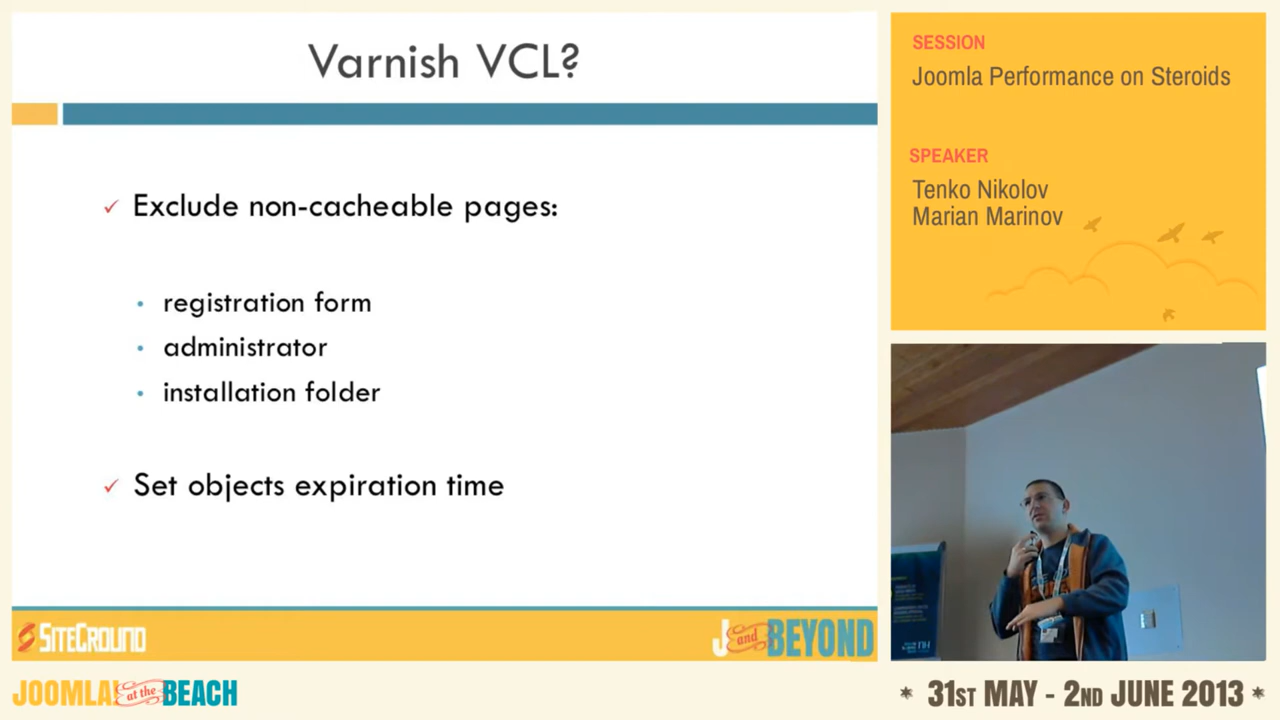 Varnish VCL?
✓ Exclude non-cacheable pages:
• registration form
• administrator
• installation folder
✓ Set objects expiration time
SITEGROUND
J and BEYOND
SESSION
Joomla Performance on Steroids
SPEAKER
Tenko Nikolov
Marian Marinov
JOOMLA! at the BEACH
* 31ST MAY - 2ND JUNE 2013 *